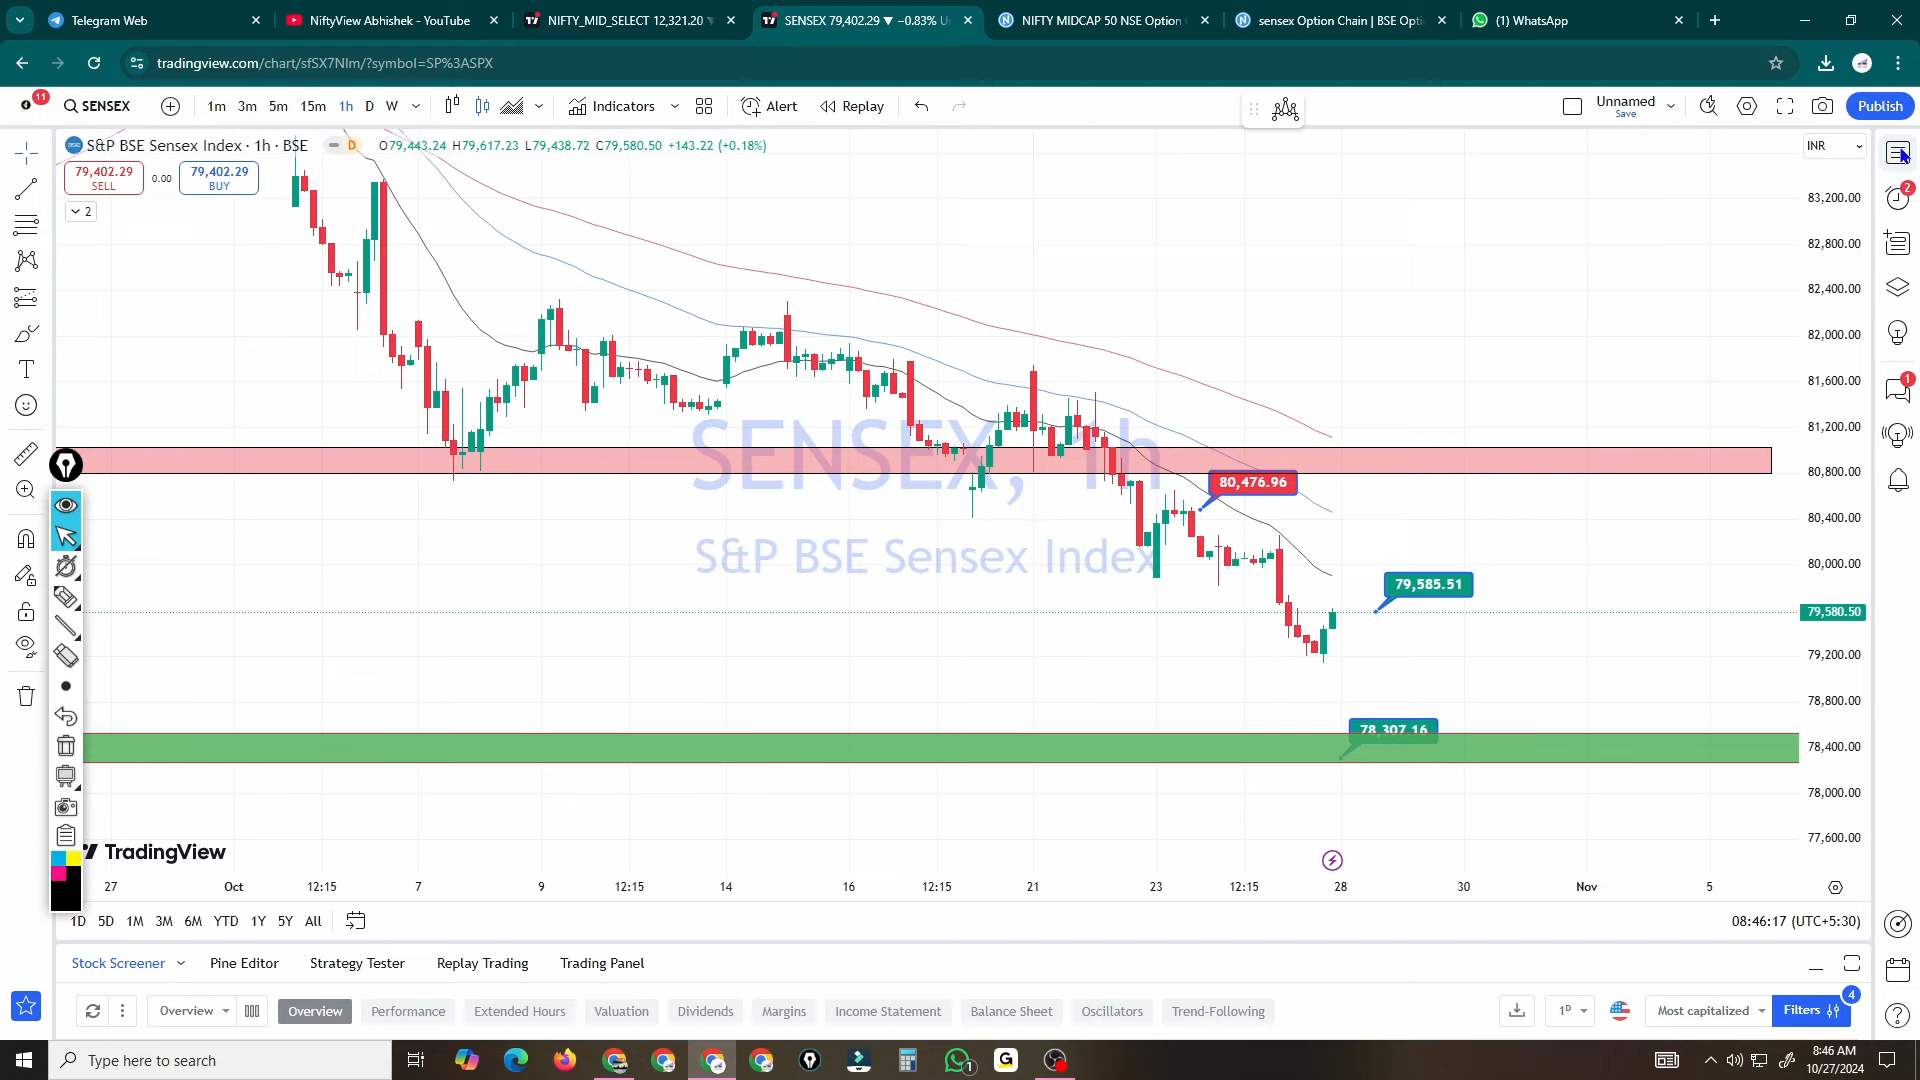 Telegram Web
NiftyView Abhishek - YouTube
NIFTY_MID_SELECT 12,321.20
SENSEX 79,402.29 ▼ −0.83%
NIFTY MIDCAP 50 NSE Option
sensex Option Chain | BSE Opti
(1) WhatsApp
tradingview.com/chart/sfSX7NIm/?symbol=SP%3ASPX
11
SENSEX
1m 3m 5m 15m 1h D W
Indicators
Alert
Replay
Unnamed
Save
Publish
S&P BSE Sensex Index · 1h · BSE
D
O79,443.24 H79,617.23 L79,438.72 C79,580.50 +143.22 (+0.18%)
INR
79,402.29
SELL
0.00
79,402.29
BUY
2
2
83,200.00
82,800.00
82,400.00
82,000.00
81,600.00
1
81,200.00
SENSEX, 1h
80,800.00
80,476.96
80,400.00
S&P BSE Sensex Index
80,000.00
79,585.51
79,580.50
79,200.00
78,800.00
78,307.16
78,400.00
78,000.00
77,600.00
TradingView
27 Oct 12:15 7 9 12:15 14 16 12:15 21 23 12:15 28 30 Nov 5
1D 5D 1M 3M 6M YTD 1Y 5Y All
08:46:17 (UTC+5:30)
Stock Screener Pine Editor Strategy Tester Replay Trading Trading Panel
4
Overview
Overview Performance Extended Hours Valuation Dividends Margins Income Statement Balance Sheet Oscillators Trend-Following
1D
Most capitalized
Filters
Type here to search
1
G
8:46 AM
10/27/2024